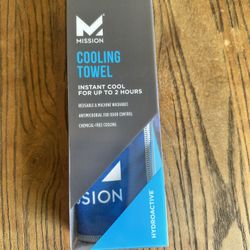 MISSION
COOLING
TOWEL
INSTANT COOL
FOR UP TO 2 HOURS
REUSABLE & MACHINE WASHABLE
ANTIMICROBIAL FOR ODOR CONTROL
CHEMICAL-FREE COOLING
SSION
HYDROACTIVE